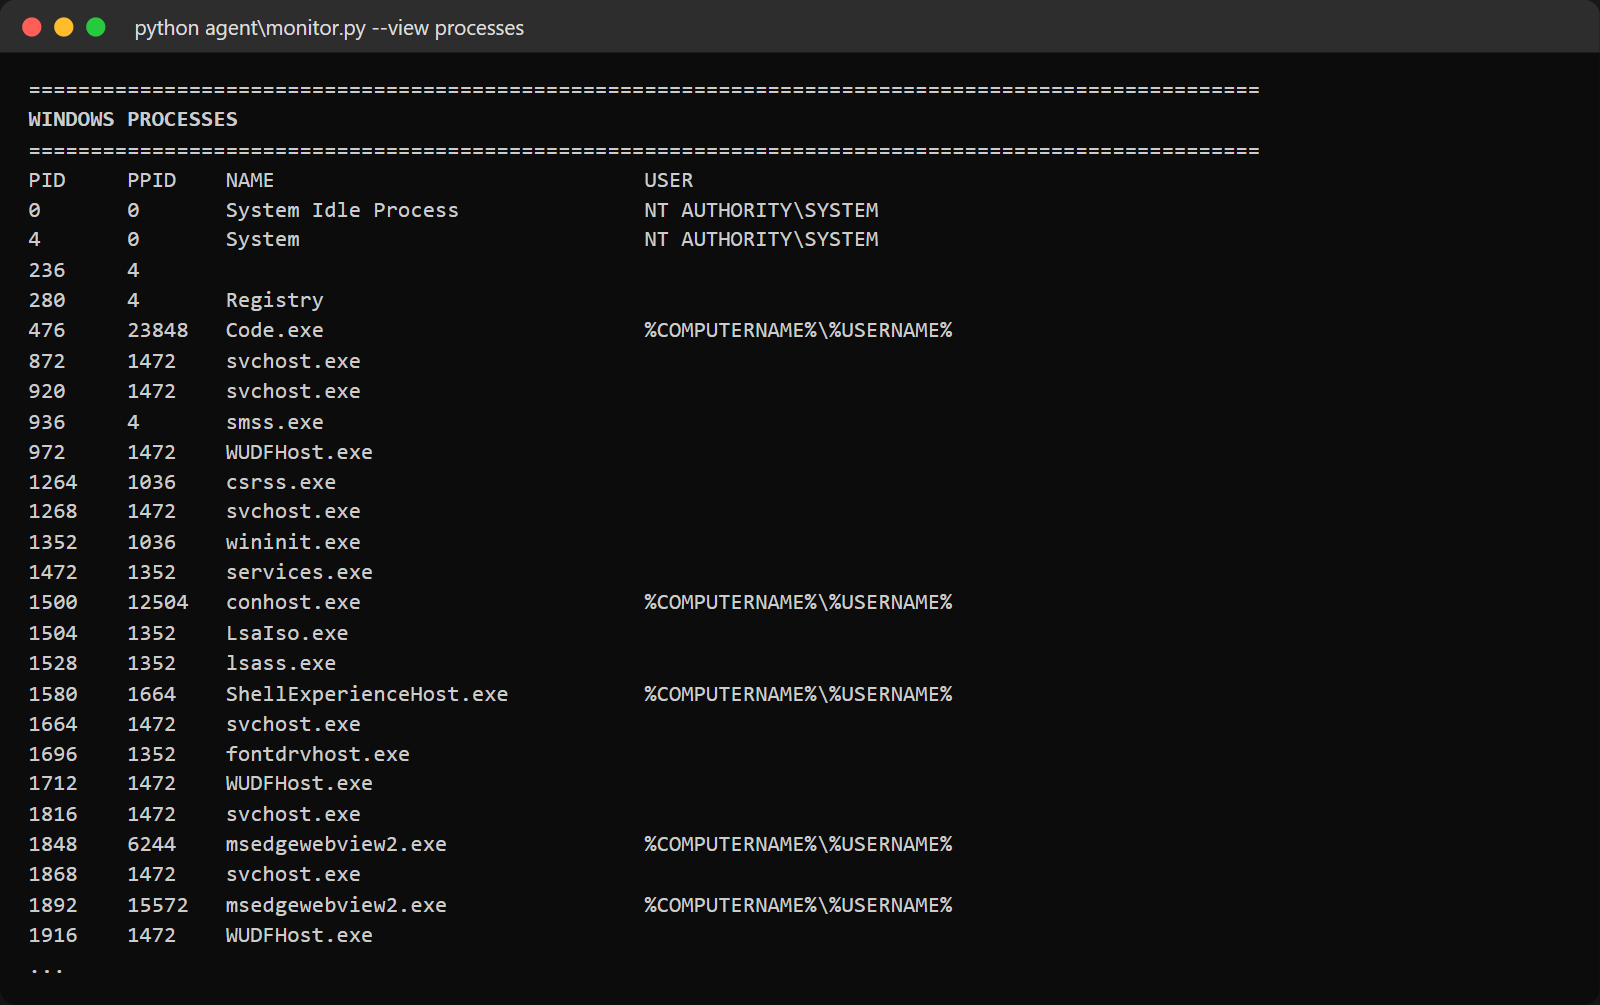 python agent\monitor.py --view processes
====================================================================================================
WINDOWS PROCESSES
====================================================================================================
PID     PPID    NAME                              USER
0       0       System Idle Process               NT AUTHORITY\SYSTEM
4       0       System                            NT AUTHORITY\SYSTEM
236     4
280     4       Registry
476     23848   Code.exe                          %COMPUTERNAME%\%USERNAME%
872     1472    svchost.exe
920     1472    svchost.exe
936     4       smss.exe
972     1472    WUDFHost.exe
1264    1036    csrss.exe
1268    1472    svchost.exe
1352    1036    wininit.exe
1472    1352    services.exe
1500    12504   conhost.exe                       %COMPUTERNAME%\%USERNAME%
1504    1352    LsaIso.exe
1528    1352    lsass.exe
1580    1664    ShellExperienceHost.exe           %COMPUTERNAME%\%USERNAME%
1664    1472    svchost.exe
1696    1352    fontdrvhost.exe
1712    1472    WUDFHost.exe
1816    1472    svchost.exe
1848    6244    msedgewebview2.exe                %COMPUTERNAME%\%USERNAME%
1868    1472    svchost.exe
1892    15572   msedgewebview2.exe                %COMPUTERNAME%\%USERNAME%
1916    1472    WUDFHost.exe
...